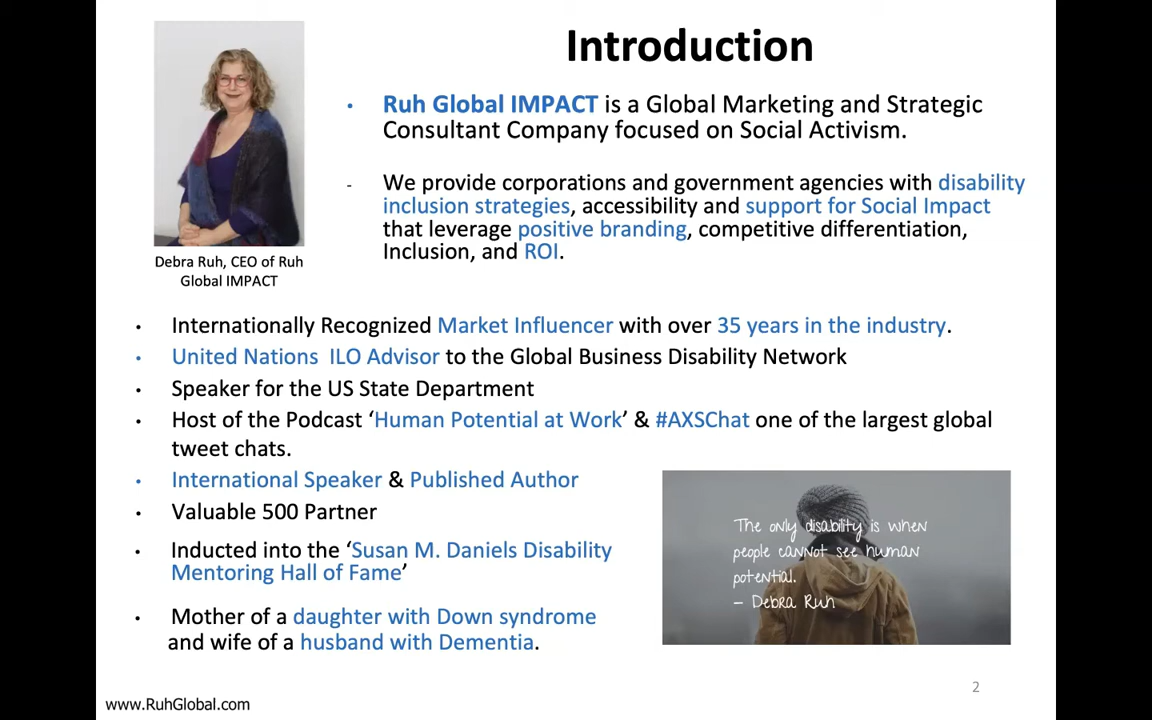 Introduction
• Ruh Global IMPACT is a Global Marketing and Strategic
Consultant Company focused on Social Activism.
- We provide corporations and government agencies with disability
inclusion strategies, accessibility and support for Social Impact
that leverage positive branding, competitive differentiation,
Inclusion, and ROI.
Debra Ruh, CEO of Ruh
Global IMPACT
• Internationally Recognized Market Influencer with over 35 years in the industry.
• United Nations ILO Advisor to the Global Business Disability Network
• Speaker for the US State Department
• Host of the Podcast ‘Human Potential at Work’ & #AXSChat one of the largest global
tweet chats.
• International Speaker & Published Author
• Valuable 500 Partner
• Inducted into the ‘Susan M. Daniels Disability
Mentoring Hall of Fame’
• Mother of a daughter with Down syndrome
and wife of a husband with Dementia.
The only disability is when
people cannot see human
potential.
– Debra Ruh
2
www.RuhGlobal.com